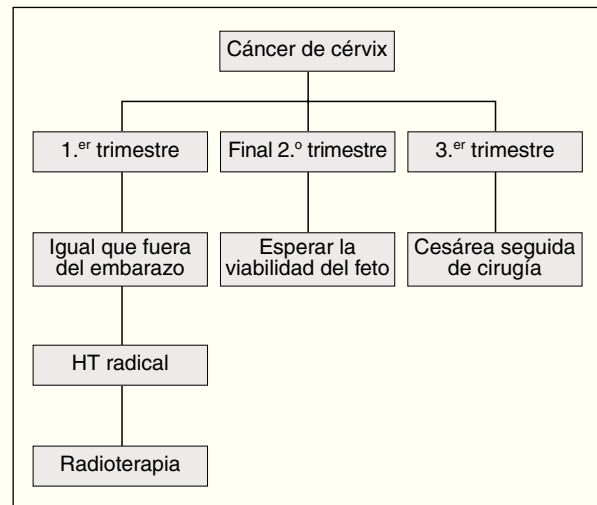 Cáncer de cérvix
1.er trimestre
Final 2.º trimestre
3.er trimestre
Igual que fuera
del embarazo
Esperar la
viabilidad del feto
Cesárea seguida
de cirugía
HT radical
Radioterapia